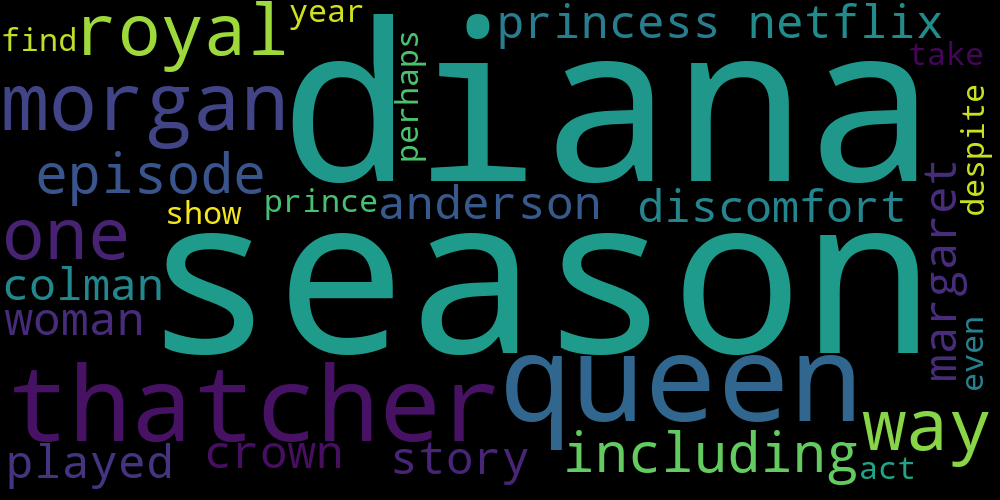 year
princess netflix
royal
find
diana
take
perhaps
morgan
despite
episode
margaret
prince
anderson
discomfort
show
one
season
colman
woman
even
queen
thatcher
way
including
crown
story
played
act